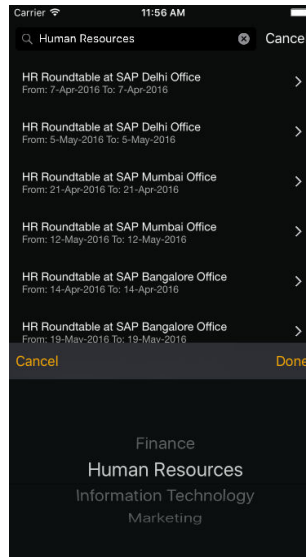 Carrier 11:56 AM
Human Resources Cancel
HR Roundtable at SAP Delhi Office
From: 7-Apr-2016 To: 7-Apr-2016
HR Roundtable at SAP Delhi Office
From: 5-May-2016 To: 5-May-2016
HR Roundtable at SAP Mumbai Office
From: 21-Apr-2016 To: 21-Apr-2016
HR Roundtable at SAP Mumbai Office
From: 12-May-2016 To: 12-May-2016
HR Roundtable at SAP Bangalore Office
From: 14-Apr-2016 To: 14-Apr-2016
HR Roundtable at SAP Bangalore Office
From: 19-May-2016 To: 19-May-2016
Cancel Done
Finance
Human Resources
Information Technology
Marketing